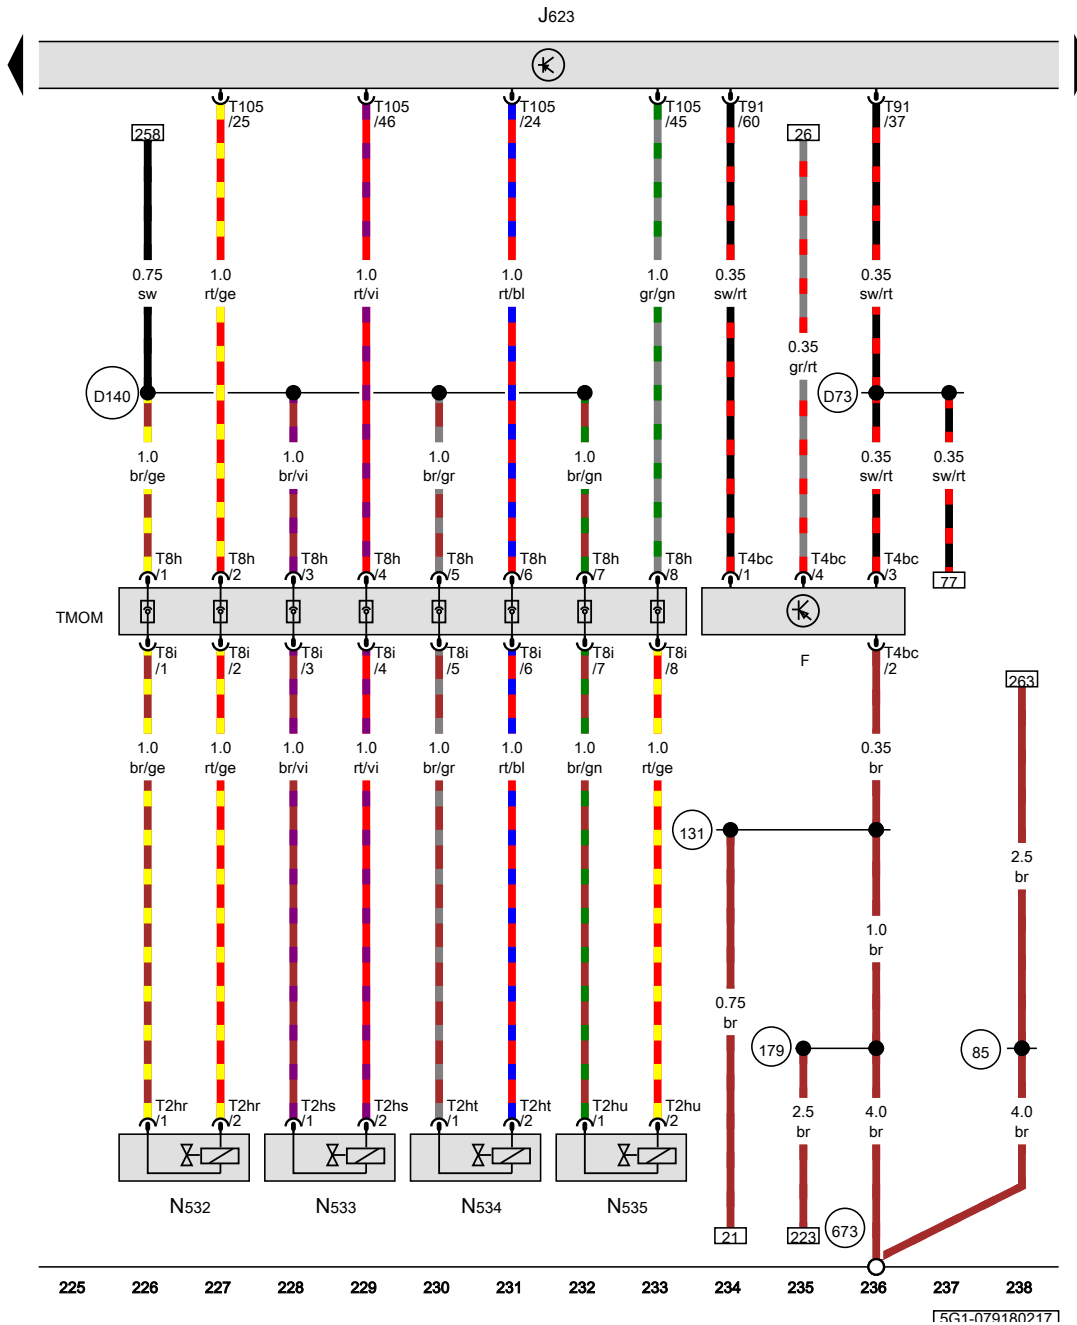 J623
T105 T105 T105 T105 T91 T91
/25 /46 /24 /45 /60 /37
258 26
0.75 1.0 1.0 1.0 1.0 0.35 0.35
sw rt/ge rt/vi rt/bl gr/gn sw/rt sw/rt
0.35
gr/rt
D140 D73
1.0 1.0 1.0 1.0 0.35 0.35
br/ge br/vi br/gr br/gn sw/rt sw/rt
T8h T8h T8h T8h T8h T8h T8h T8h T4bc T4bc T4bc
/1 /2 /3 /4 /5 /6 /7 /8 /1 /4 /3
77
TMOM
T8i T8i T8i T8i T8i T8i T8i T8i F T4bc
/1 /2 /3 /4 /5 /6 /7 /8 /2
263
1.0 1.0 1.0 1.0 1.0 1.0 1.0 1.0 0.35
br/ge rt/ge br/vi rt/vi br/gr rt/bl br/gn rt/ge br
131
2.5
br
1.0
br
0.75
br
179 85
T2hr T2hr T2hs T2hs T2ht T2ht T2hu T2hu 2.5 4.0 4.0
/1 /2 /1 /2 /1 /2 /1 /2 br br br
N532 N533 N534 N535
21 223 673
225 226 227 228 229 230 231 232 233 234 235 236 237 238
5G1-079180217